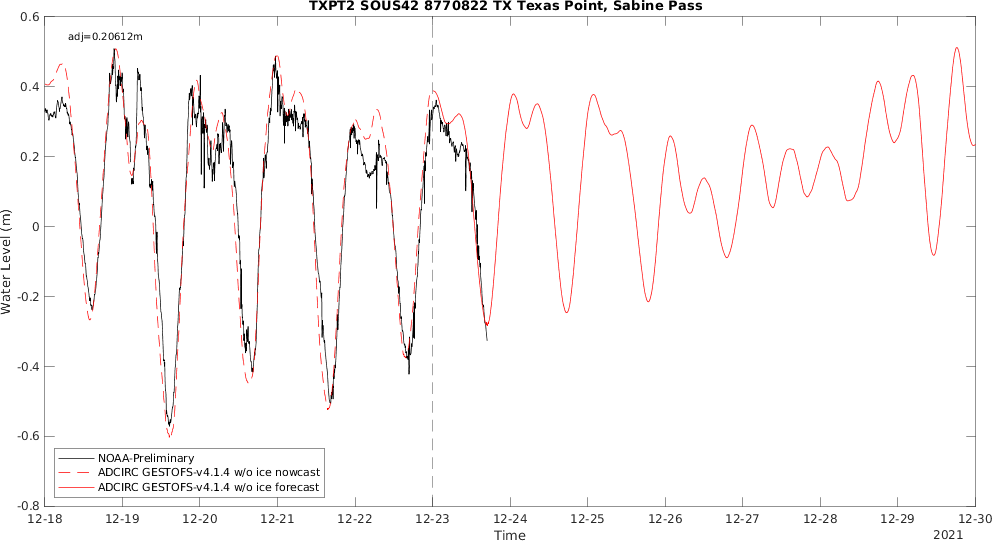 TXPT2 SOUS42 8770822 TX Texas Point, Sabine Pass
adj=0.20612m
0.6
0.4
0.2
0
-0.2
-0.4
-0.6
-0.8
Water Level (m)
NOAA-Preliminary
ADCIRC GESTOFS-v4.1.4 w/o ice nowcast
ADCIRC GESTOFS-v4.1.4 w/o ice forecast
12-18 12-19 12-20 12-21 12-22 12-23 12-24 12-25 12-26 12-27 12-28 12-29 12-30
Time
2021